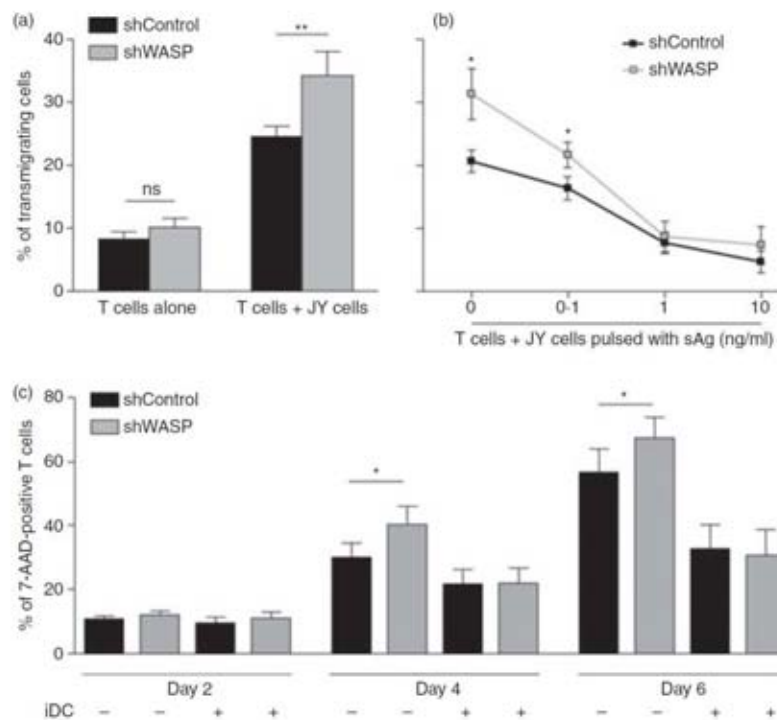 (a)
shControl
shWASP
**
ns
40
30
20
10
0
% of transmigrating cells
T cells alone
T cells + JY cells
(b)
shControl
shWASP
*
*
0
0·1
1
10
T cells + JY cells pulsed with sAg (ng/ml)
(c)
shControl
shWASP
*
*
80
60
40
20
0
% of 7-AAD-positive T cells
Day 2
Day 4
Day 6
iDC – – + + – – + + – – + +